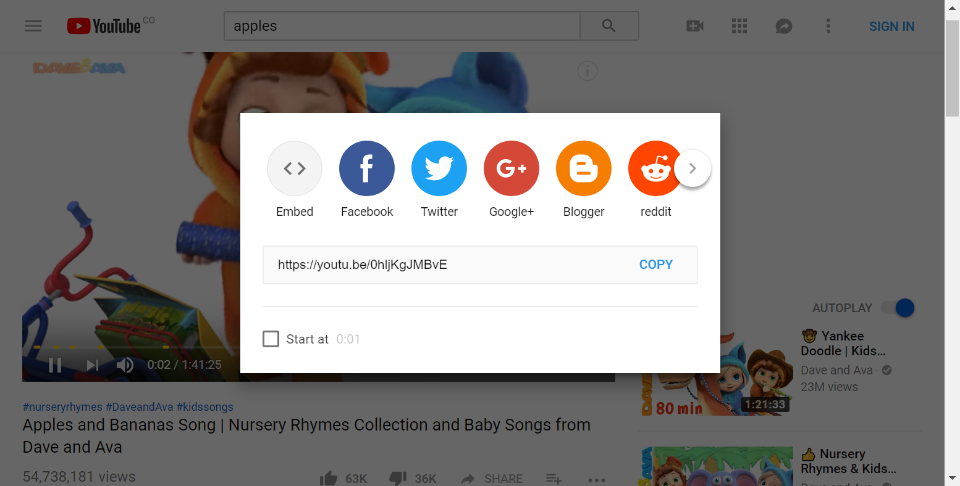 YouTube CO
apples
SIGN IN
DAVE & AVA
Embed
Facebook
Twitter
Google+
Blogger
reddit
https://youtu.be/0hljKgJMBvE
COPY
Start at 0:01
AUTOPLAY
0:02 / 1:41:25
Yankee
Doodle | Kids...
Dave and Ava
23M views
80 min
1:21:33
#nurseryrhymes #DaveandAva #kidssongs
Apples and Bananas Song | Nursery Rhymes Collection and Baby Songs from
Dave and Ava
54,738,181 views
63K
36K
SHARE
Nursery
Rhymes & Kids...
Dave and Ava